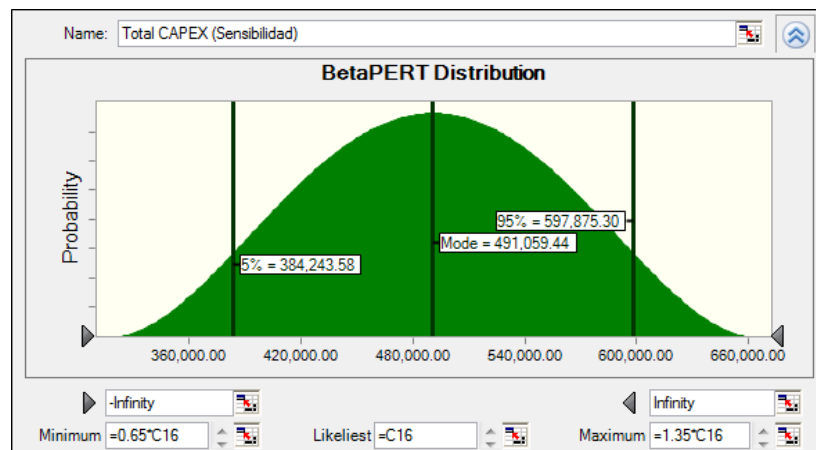 Name: Total CAPEX (Sensibilidad)
BetaPERT Distribution
Probability
95% = 597,875.30
Mode = 491,059.44
5% = 384,243.58
360,000.00 420,000.00 480,000.00 540,000.00 600,000.00 660,000.00
-Infinity Infinity
Minimum =0.65*C16 Likeliest =C16 Maximum =1.35*C16